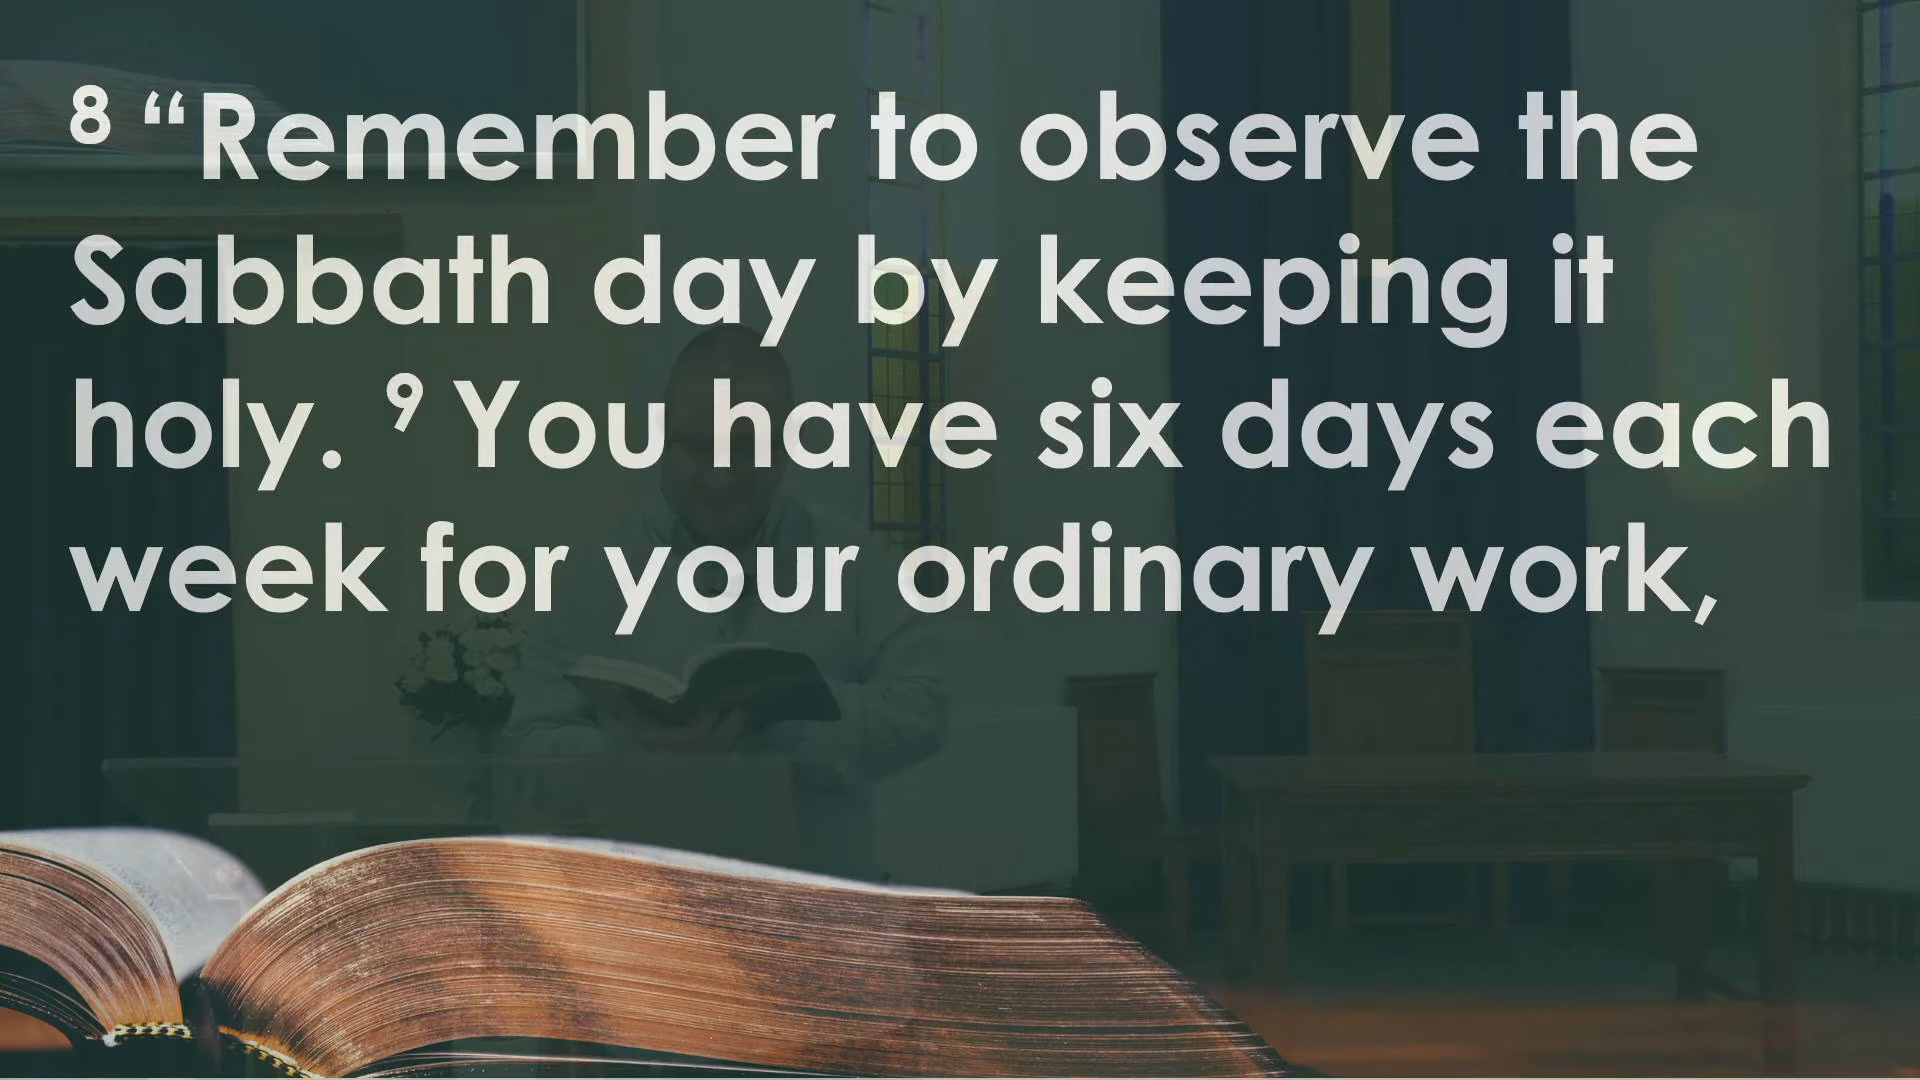 8 “Remember to observe the
Sabbath day by keeping it
holy. 9 You have six days each
week for your ordinary work,